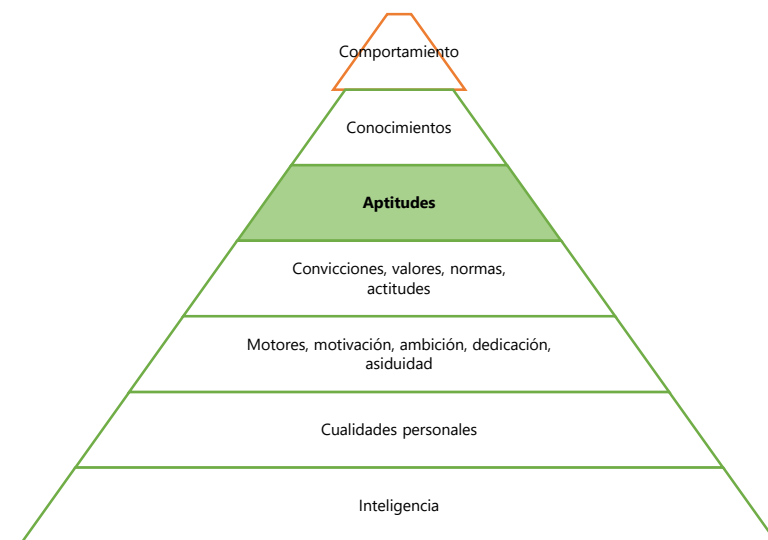 Comportamiento
Conocimientos
Aptitudes
Convicciones, valores, normas,
actitudes
Motores, motivación, ambición, dedicación,
asiduidad
Cualidades personales
Inteligencia